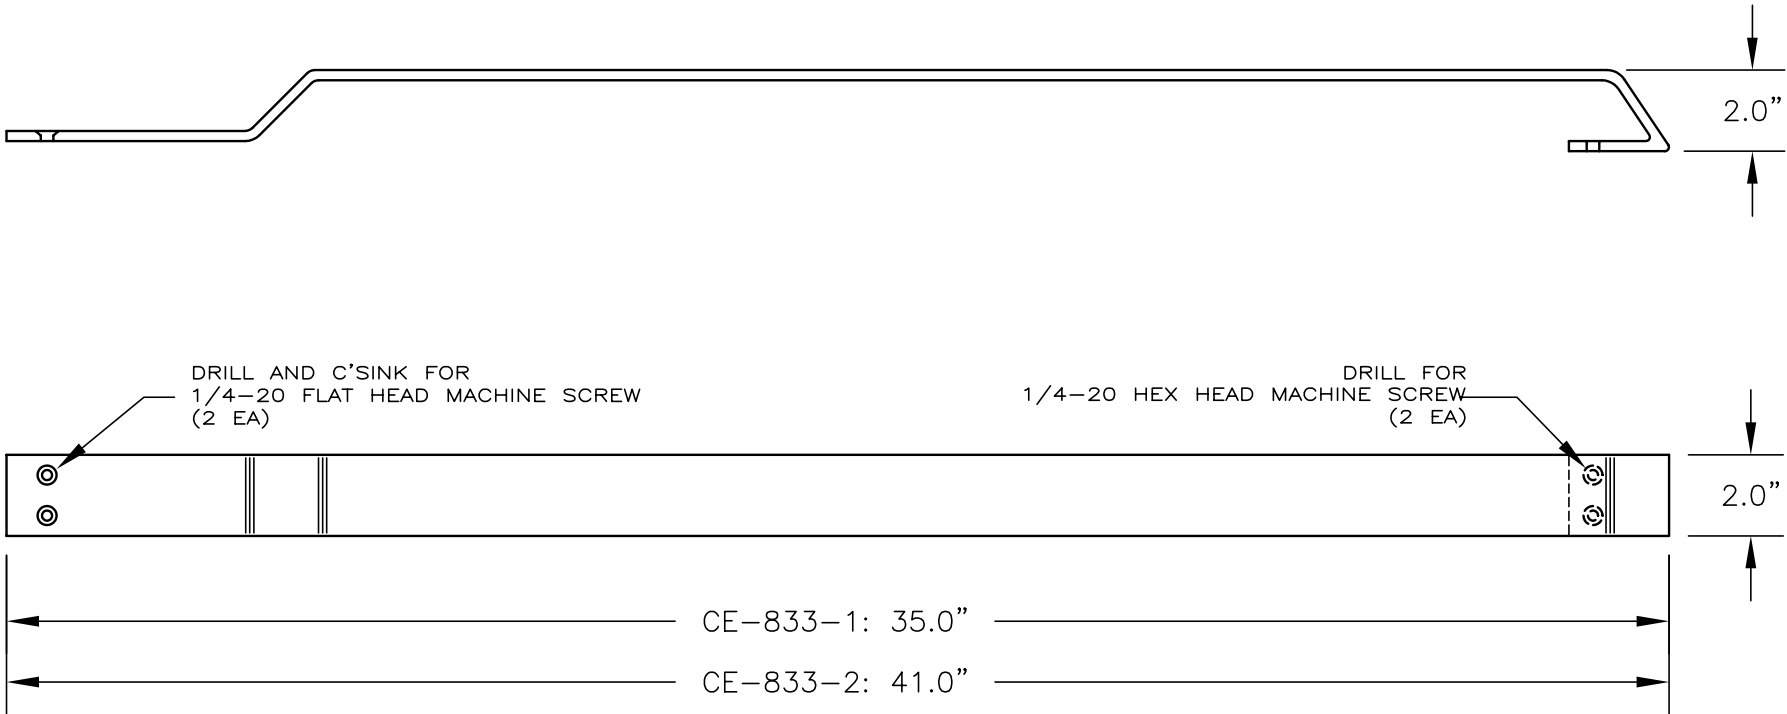 2.0”
DRILL AND C’SINK FOR
1/4–20 FLAT HEAD MACHINE SCREW
(2 EA)
DRILL FOR
1/4–20 HEX HEAD MACHINE SCREW
(2 EA)
2.0”
CE–833–1: 35.0”
CE–833–2: 41.0”